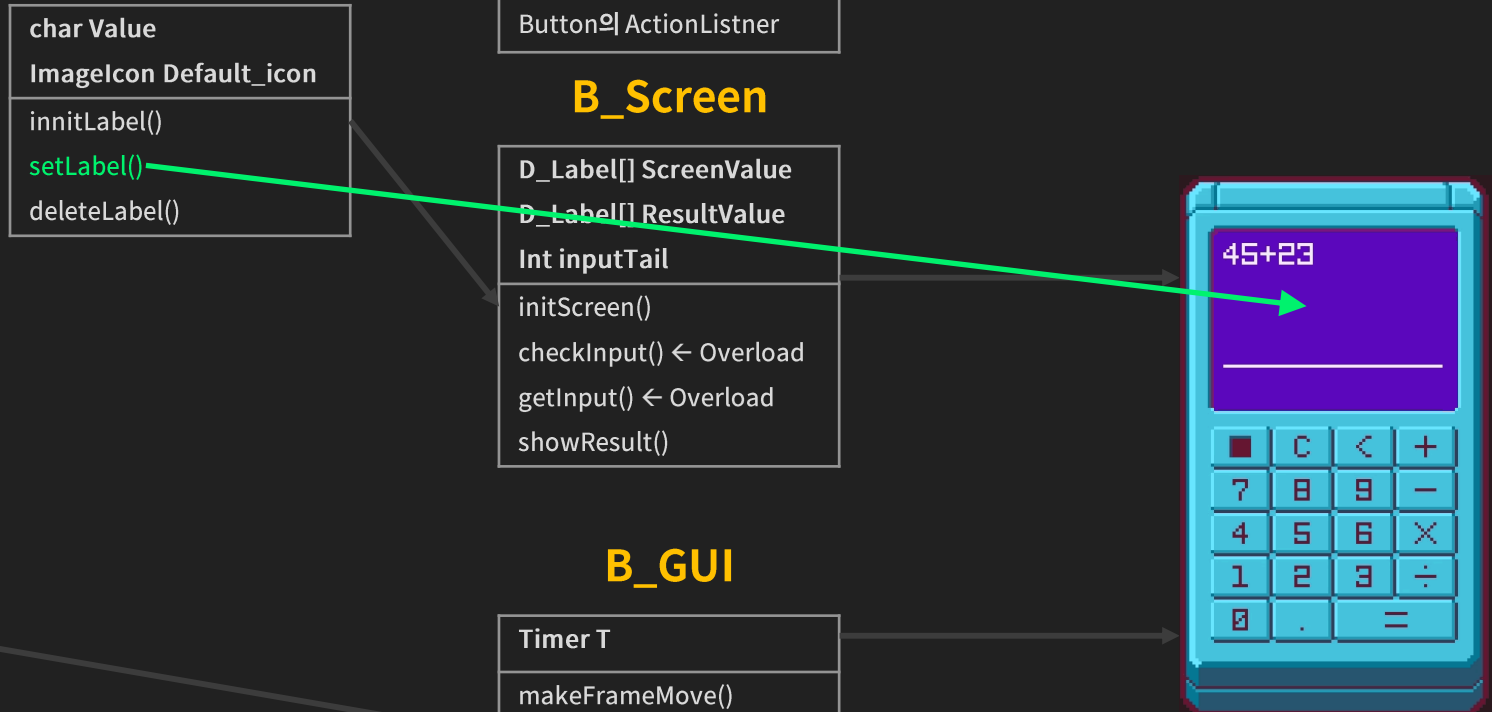 char Value
ImageIcon Default_icon
innitLabel()
setLabel()
deleteLabel()
Button의 ActionListner
B_Screen
D_Label[] ScreenValue
D_Label[] ResultValue
Int inputTail
initScreen()
checkInput() ← Overload
getInput() ← Overload
showResult()
B_GUI
Timer T
makeFrameMove()
45+23
■ C < +
7 8 9 −
4 5 6 ×
1 2 3 ÷
0 . =